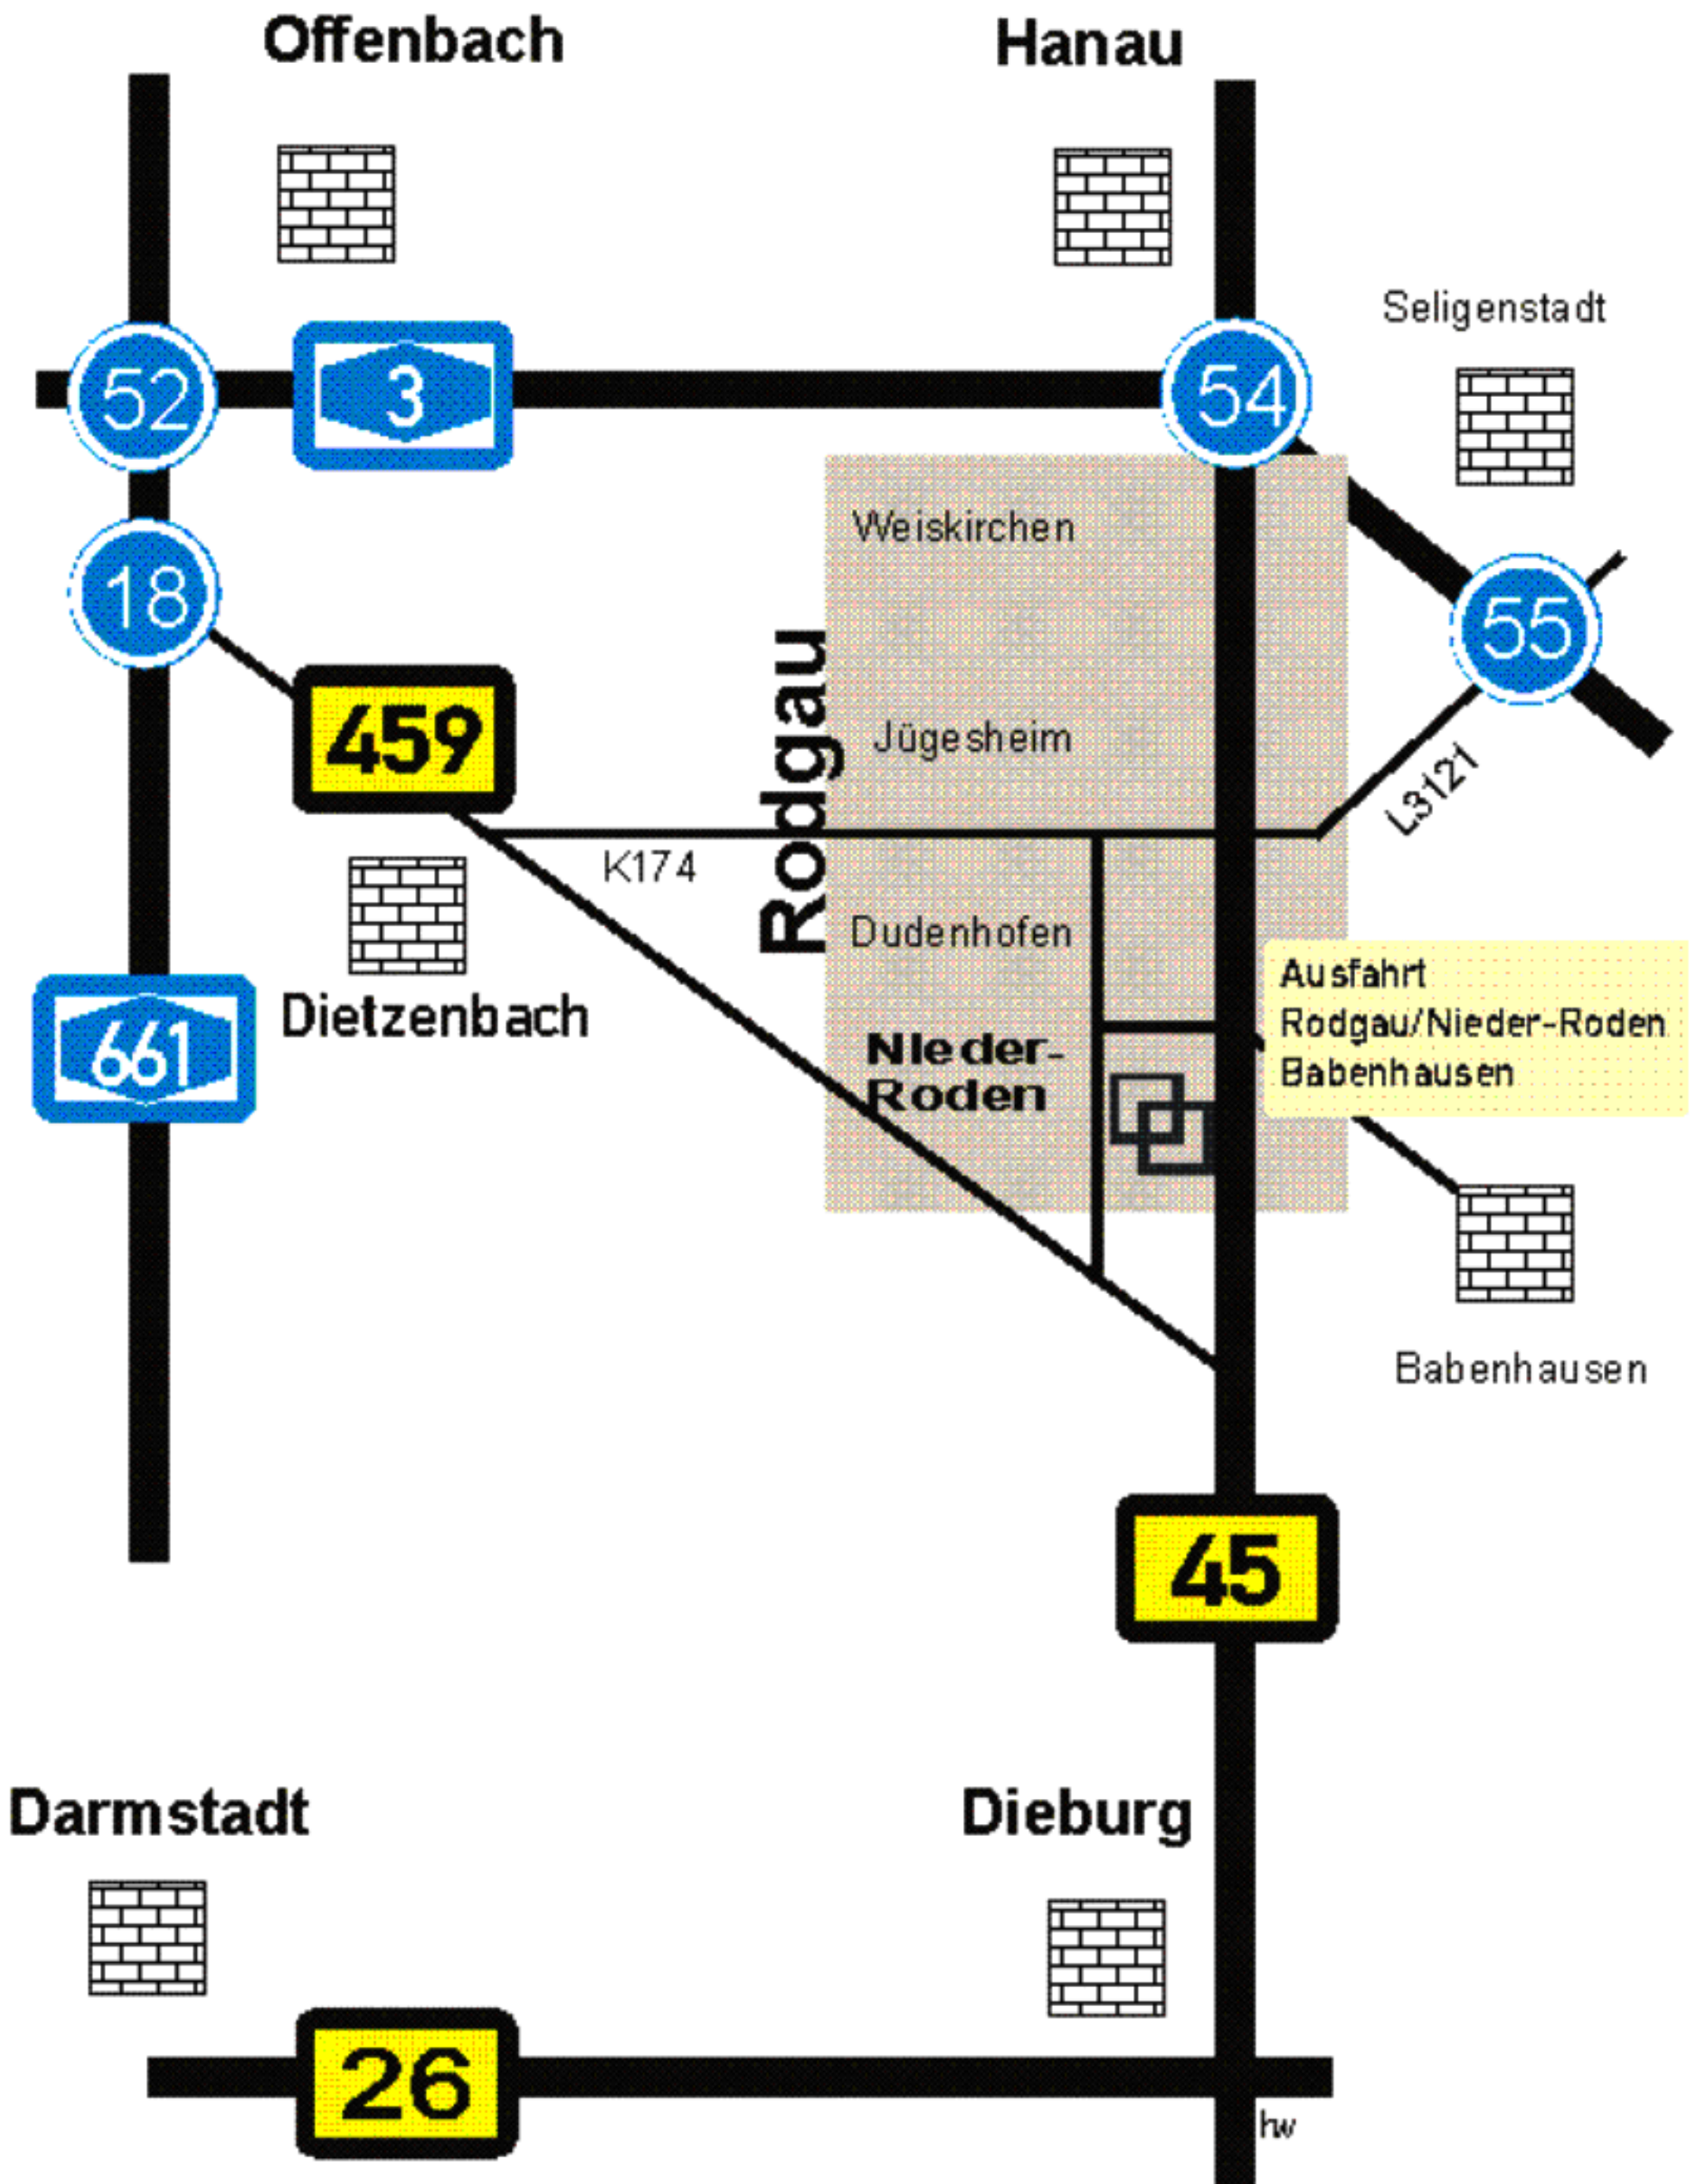 Offenbach
Hanau
Seligenstadt
52
3
54
Weiskirchen
18
55
Rodgau
459
Jügesheim
L3121
K174
Dudenhofen
Ausfahrt
Rodgau/Nieder-Roden
Babenhausen
661
Dietzenbach
NIeder-
Roden
Babenhausen
45
Darmstadt
Dieburg
26
hw